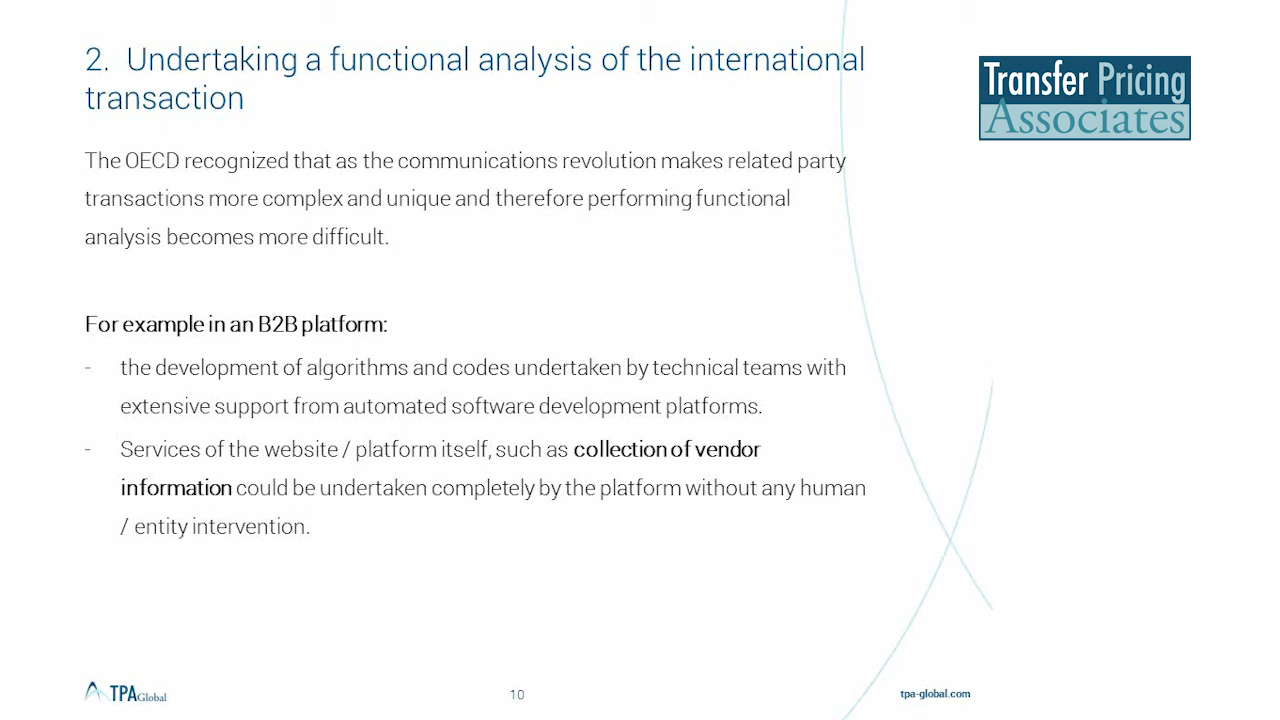 2. Undertaking a functional analysis of the international
transaction
Transfer Pricing
Associates
The OECD recognized that as the communications revolution makes related party
transactions more complex and unique and therefore performing functional
analysis becomes more difficult.
For example in an B2B platform:
- the development of algorithms and codes undertaken by technical teams with
extensive support from automated software development platforms.
- Services of the website / platform itself, such as collection of vendor
information could be undertaken completely by the platform without any human
/ entity intervention.
TPA Global
10
tpa-global.com